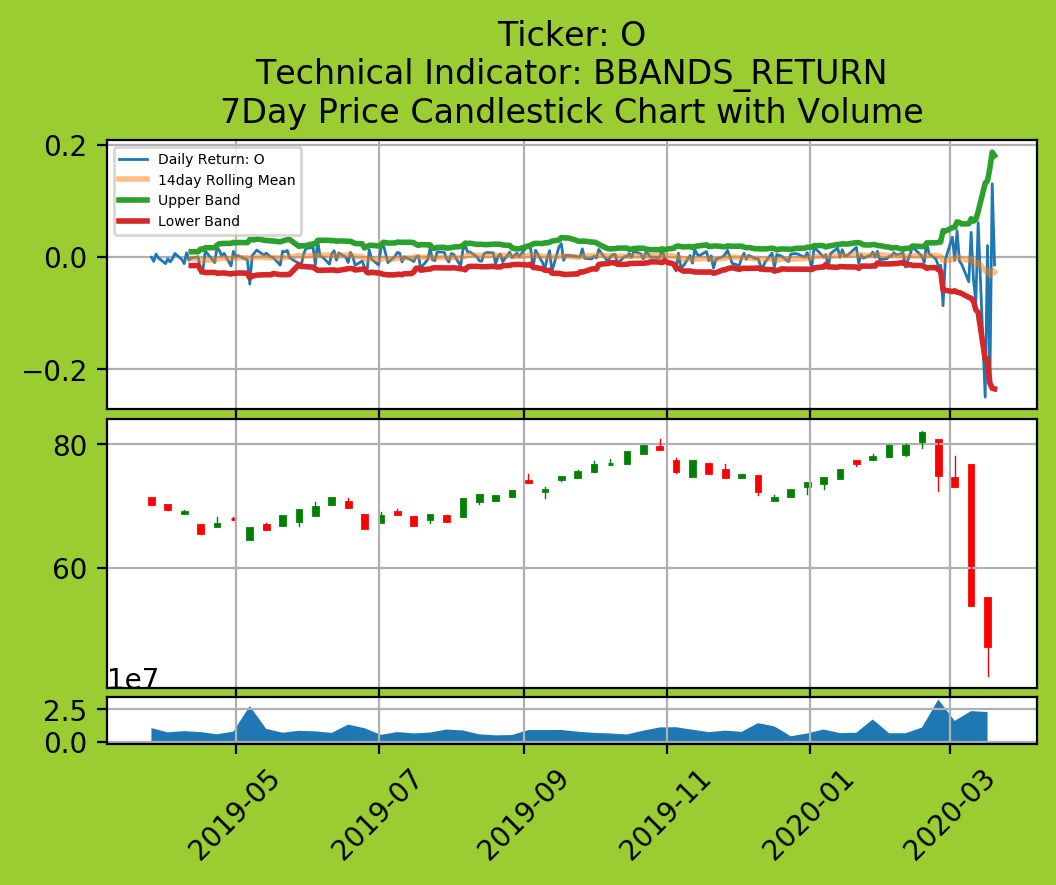 Ticker: O
Technical Indicator: BBANDS_RETURN
7Day Price Candlestick Chart with Volume
0.2
0.0
−0.2
Daily Return: O
14day Rolling Mean
Upper Band
Lower Band
80
60
1e7
2.5
0.0
2019-05
2019-07
2019-09
2019-11
2020-01
2020-03